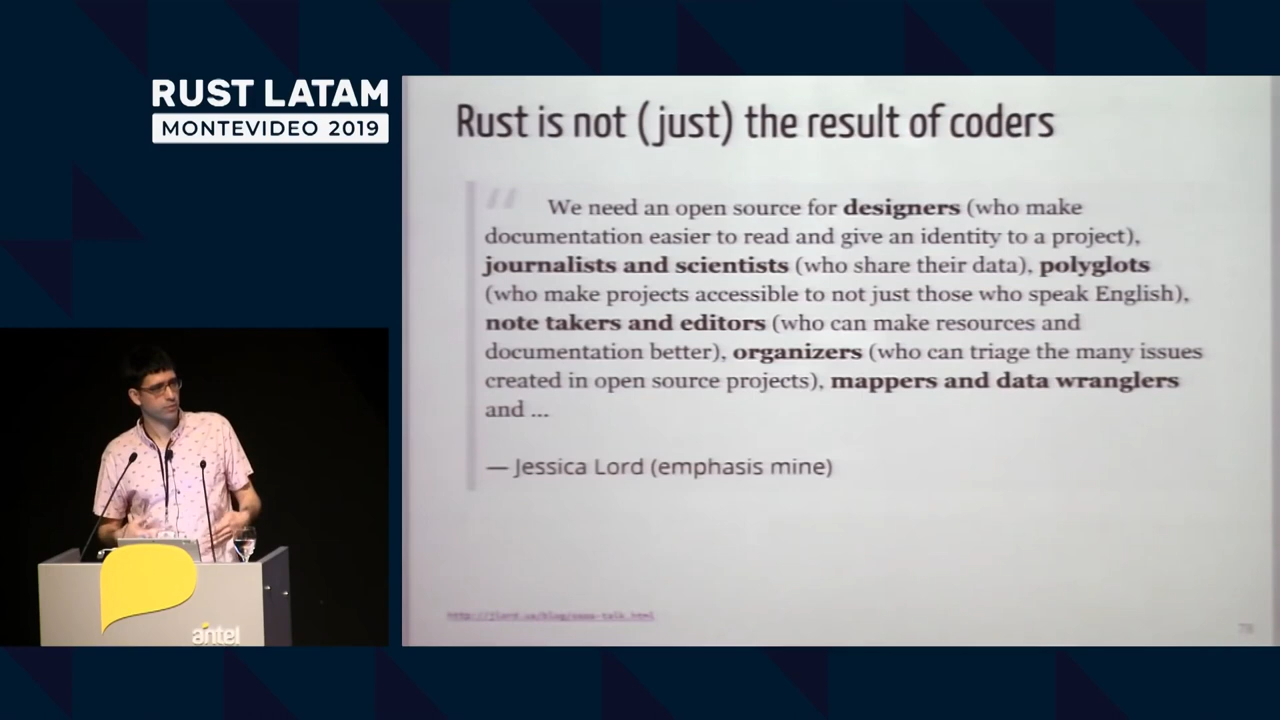 RUST LATAM
MONTEVIDEO 2019
Rust is not (just) the result of coders
“ We need an open source for designers (who make
documentation easier to read and give an identity to a project),
journalists and scientists (who share their data), polyglots
(who make projects accessible to not just those who speak English),
note takers and editors (who can make resources and
documentation better), organizers (who can triage the many issues
created in open source projects), mappers and data wranglers
and ...
— Jessica Lord (emphasis mine)
antel